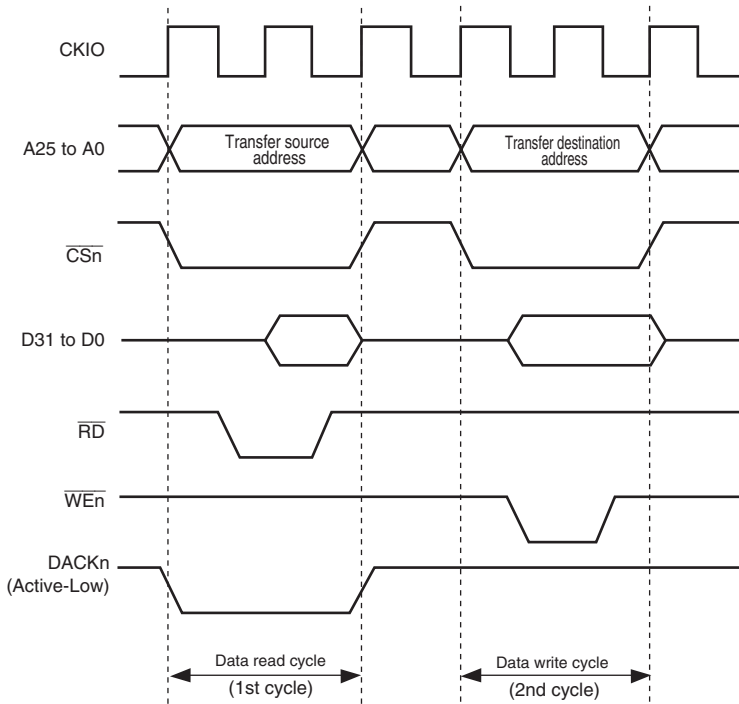 CKIO
A25 to A0
Transfer source
address
Transfer destination
address
CSn
D31 to D0
RD
WEn
DACKn
(Active-Low)
Data read cycle
(1st cycle)
Data write cycle
(2nd cycle)